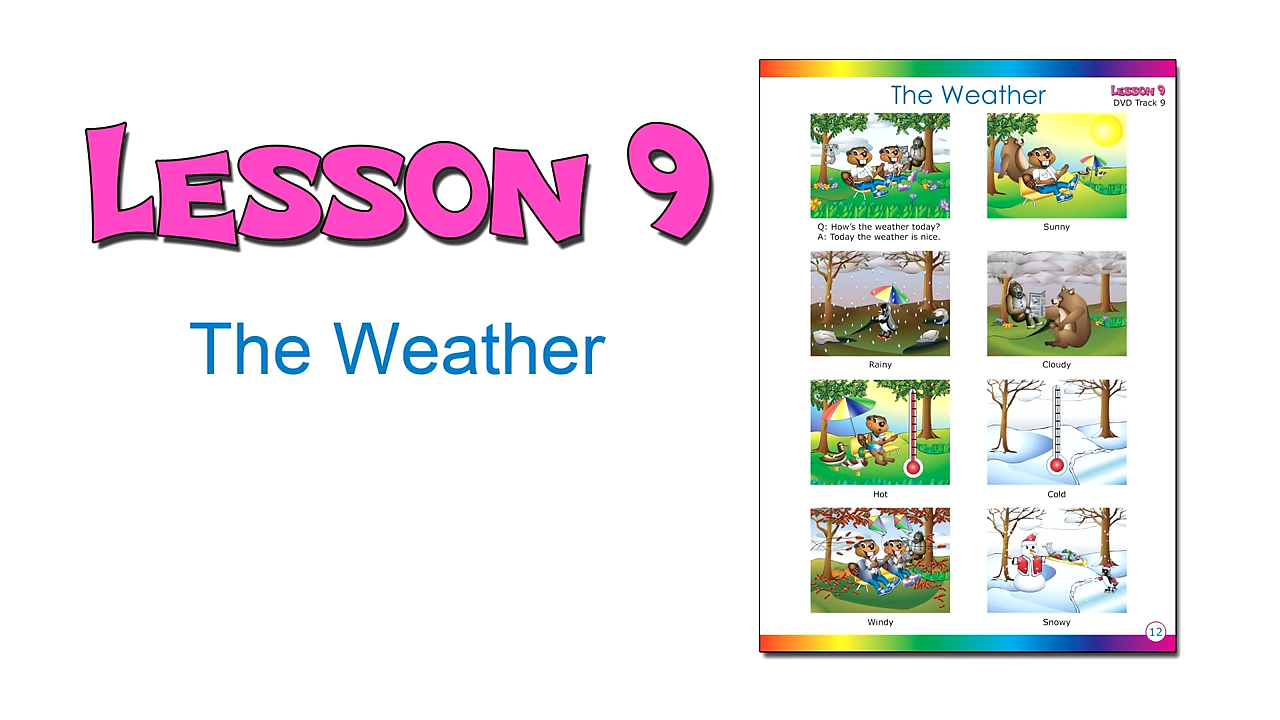 LESSON 9
The Weather
The Weather
LESSON 9
DVD Track 9
Q: How's the weather today?
A: Today the weather is nice.
Sunny
Rainy
Cloudy
Hot
Cold
Windy
Snowy
12